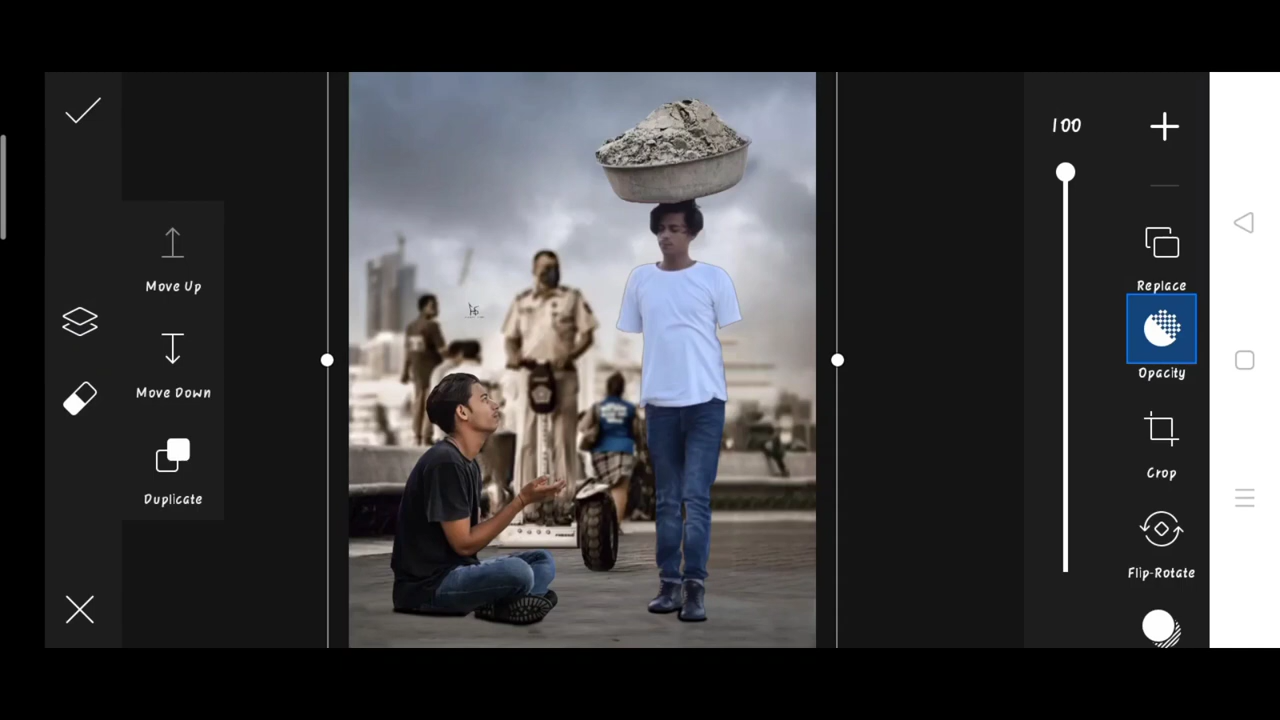 100
Move Up
Move Down
Duplicate
Replace
Opacity
Crop
Flip-Rotate